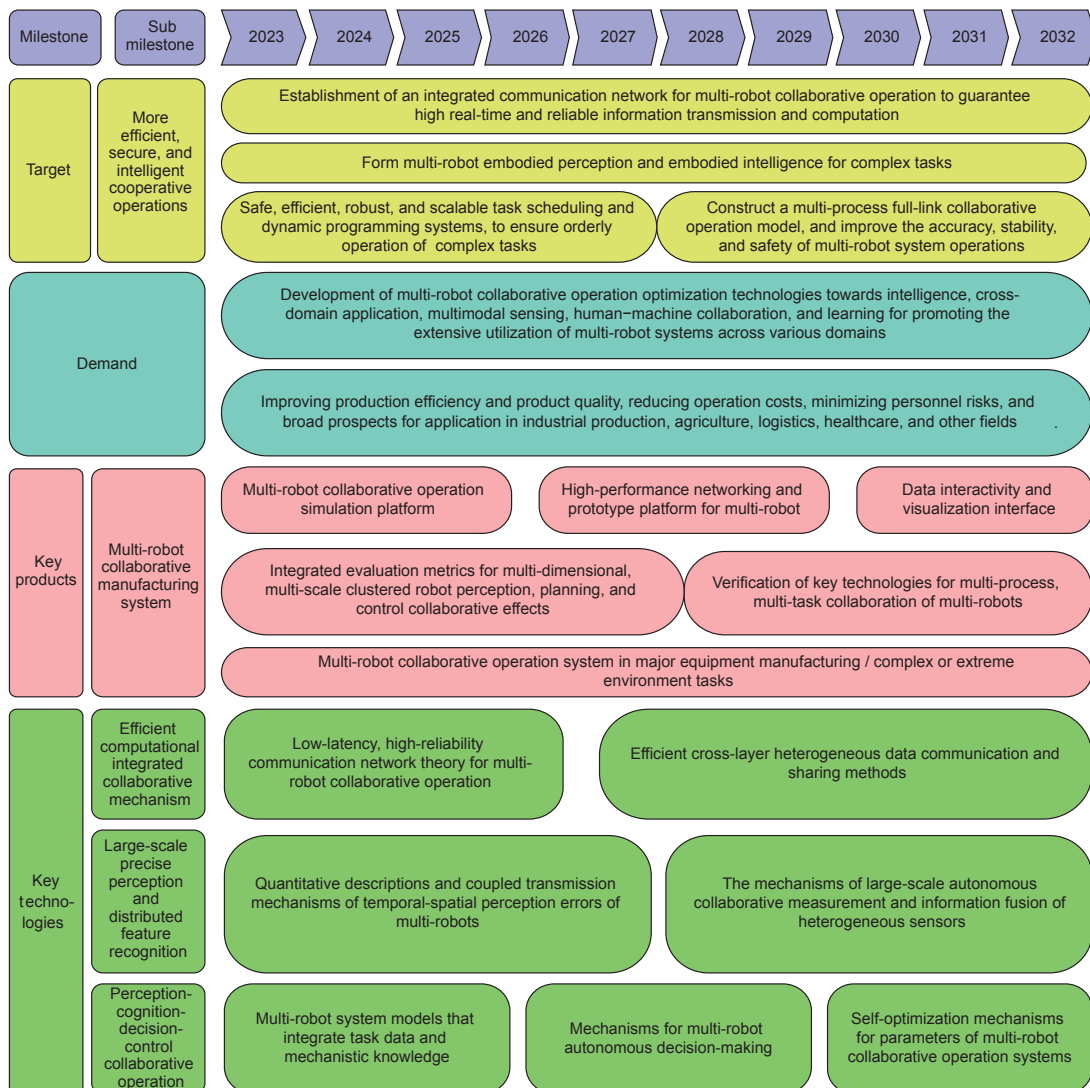 Milestone
Sub
milestone
2023
2024
2025
2026
2027
2028
2029
2030
2031
2032
Target
More
efficient,
secure, and
intelligent
cooperative
operations
Establishment of an integrated communication network for multi-robot collaborative operation to guarantee
high real-time and reliable information transmission and computation
Form multi-robot embodied perception and embodied intelligence for complex tasks
Safe, efficient, robust, and scalable task scheduling and
dynamic programming systems, to ensure orderly
operation of complex tasks
Construct a multi-process full-link collaborative
operation model, and improve the accuracy, stability,
and safety of multi-robot system operations
Demand
Development of multi-robot collaborative operation optimization technologies towards intelligence, cross-
domain application, multimodal sensing, human−machine collaboration, and learning for promoting the
extensive utilization of multi-robot systems across various domains
Improving production efficiency and product quality, reducing operation costs, minimizing personnel risks, and
broad prospects for application in industrial production, agriculture, logistics, healthcare, and other fields .
Key
products
Multi-robot
collaborative
manufacturing
system
Multi-robot collaborative operation
simulation platform
High-performance networking and
prototype platform for multi-robot
Data interactivity and
visualization interface
Integrated evaluation metrics for multi-dimensional,
multi-scale clustered robot perception, planning, and
control collaborative effects
Verification of key technologies for multi-process,
multi-task collaboration of multi-robots
Multi-robot collaborative operation system in major equipment manufacturing / complex or extreme
environment tasks
Key
techno-
logies
Efficient
computational
integrated
collaborative
mechanism
Low-latency, high-reliability
communication network theory for multi-
robot collaborative operation
Efficient cross-layer heterogeneous data communication and
sharing methods
Large-scale
precise
perception
and
distributed
feature
recognition
Quantitative descriptions and coupled transmission
mechanisms of temporal-spatial perception errors of
multi-robots
The mechanisms of large-scale autonomous
collaborative measurement and information fusion of
heterogeneous sensors
Perception-
cognition-
decision-
control
collaborative
operation
Multi-robot system models that
integrate task data and
mechanistic knowledge
Mechanisms for multi-robot
autonomous decision-making
Self-optimization mechanisms
for parameters of multi-robot
collaborative operation systems